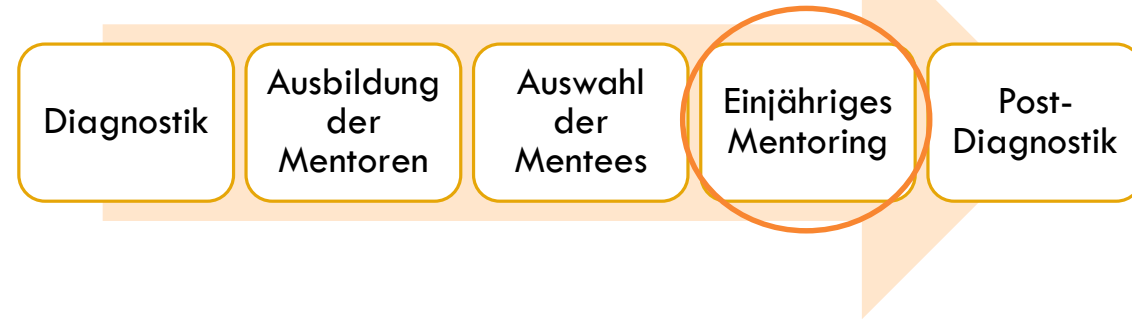 Diagnostik
Ausbildung
der
Mentoren
Auswahl
der
Mentees
Einjähriges
Mentoring
Post-
Diagnostik